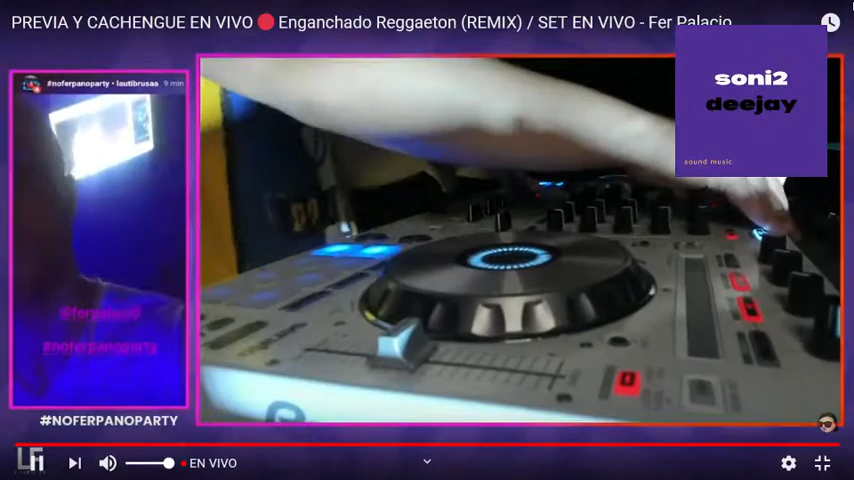 PREVIA Y CACHENGUE EN VIVO 🔴 Enganchado Reggaeton (REMIX) / SET EN VIVO - Fer Palacio
soni2
deejay
sound music
#noferpanoparty • lautibrusaa 9 min
#noferpanoparty
#NOFERPANOPARTY
EN VIVO